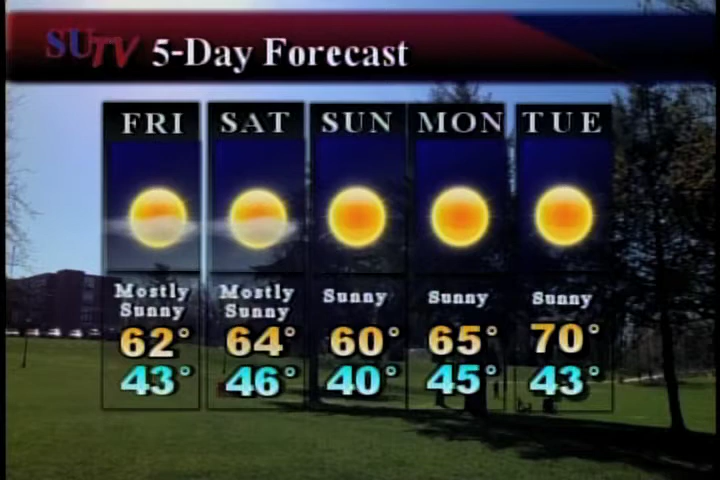 SUTV 5-Day Forecast
FRI SAT SUN MON TUE
Mostly Sunny Mostly Sunny Sunny Sunny Sunny
62° 64° 60° 65° 70°
43° 46° 40° 45° 43°